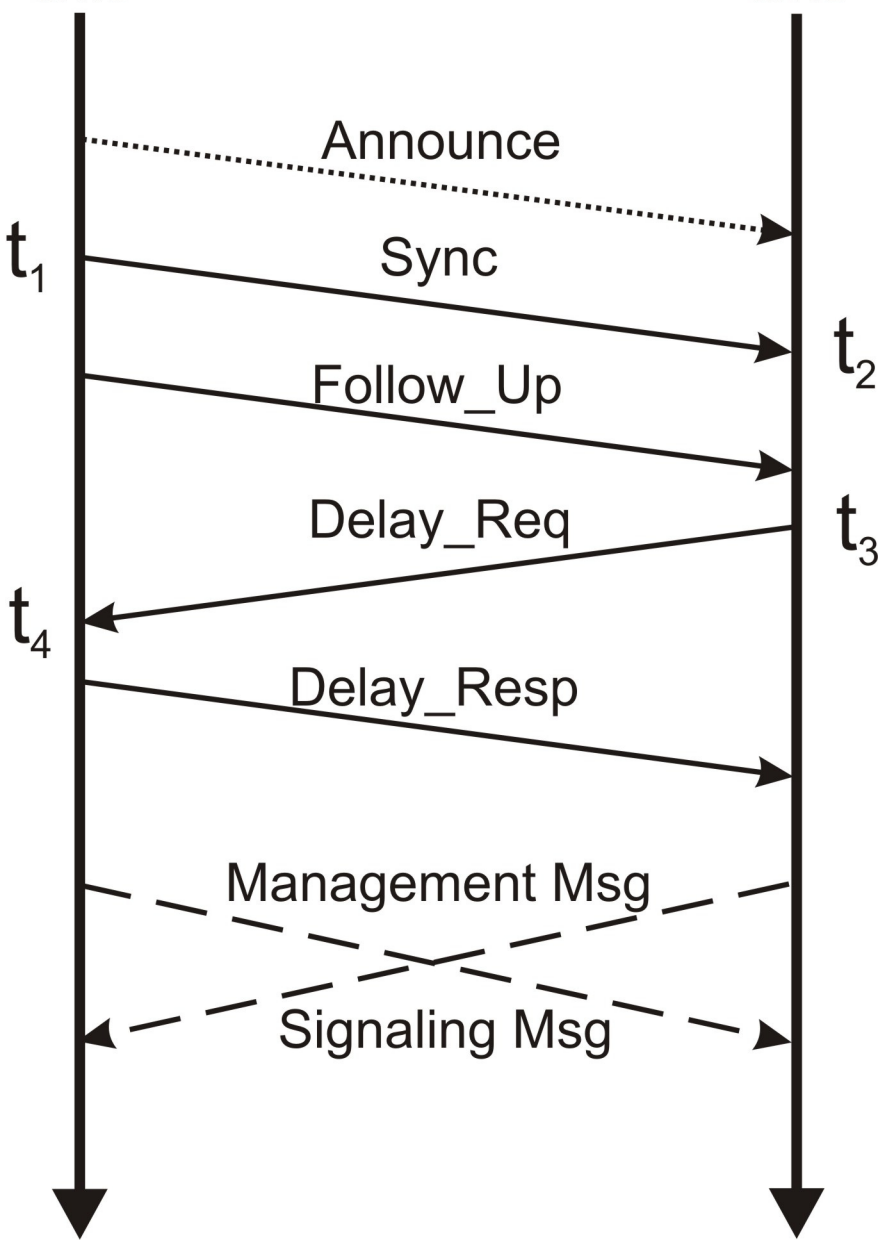 Announce
t1
Sync
t2
Follow_Up
Delay_Req
t3
t4
Delay_Resp
Management Msg
Signaling Msg